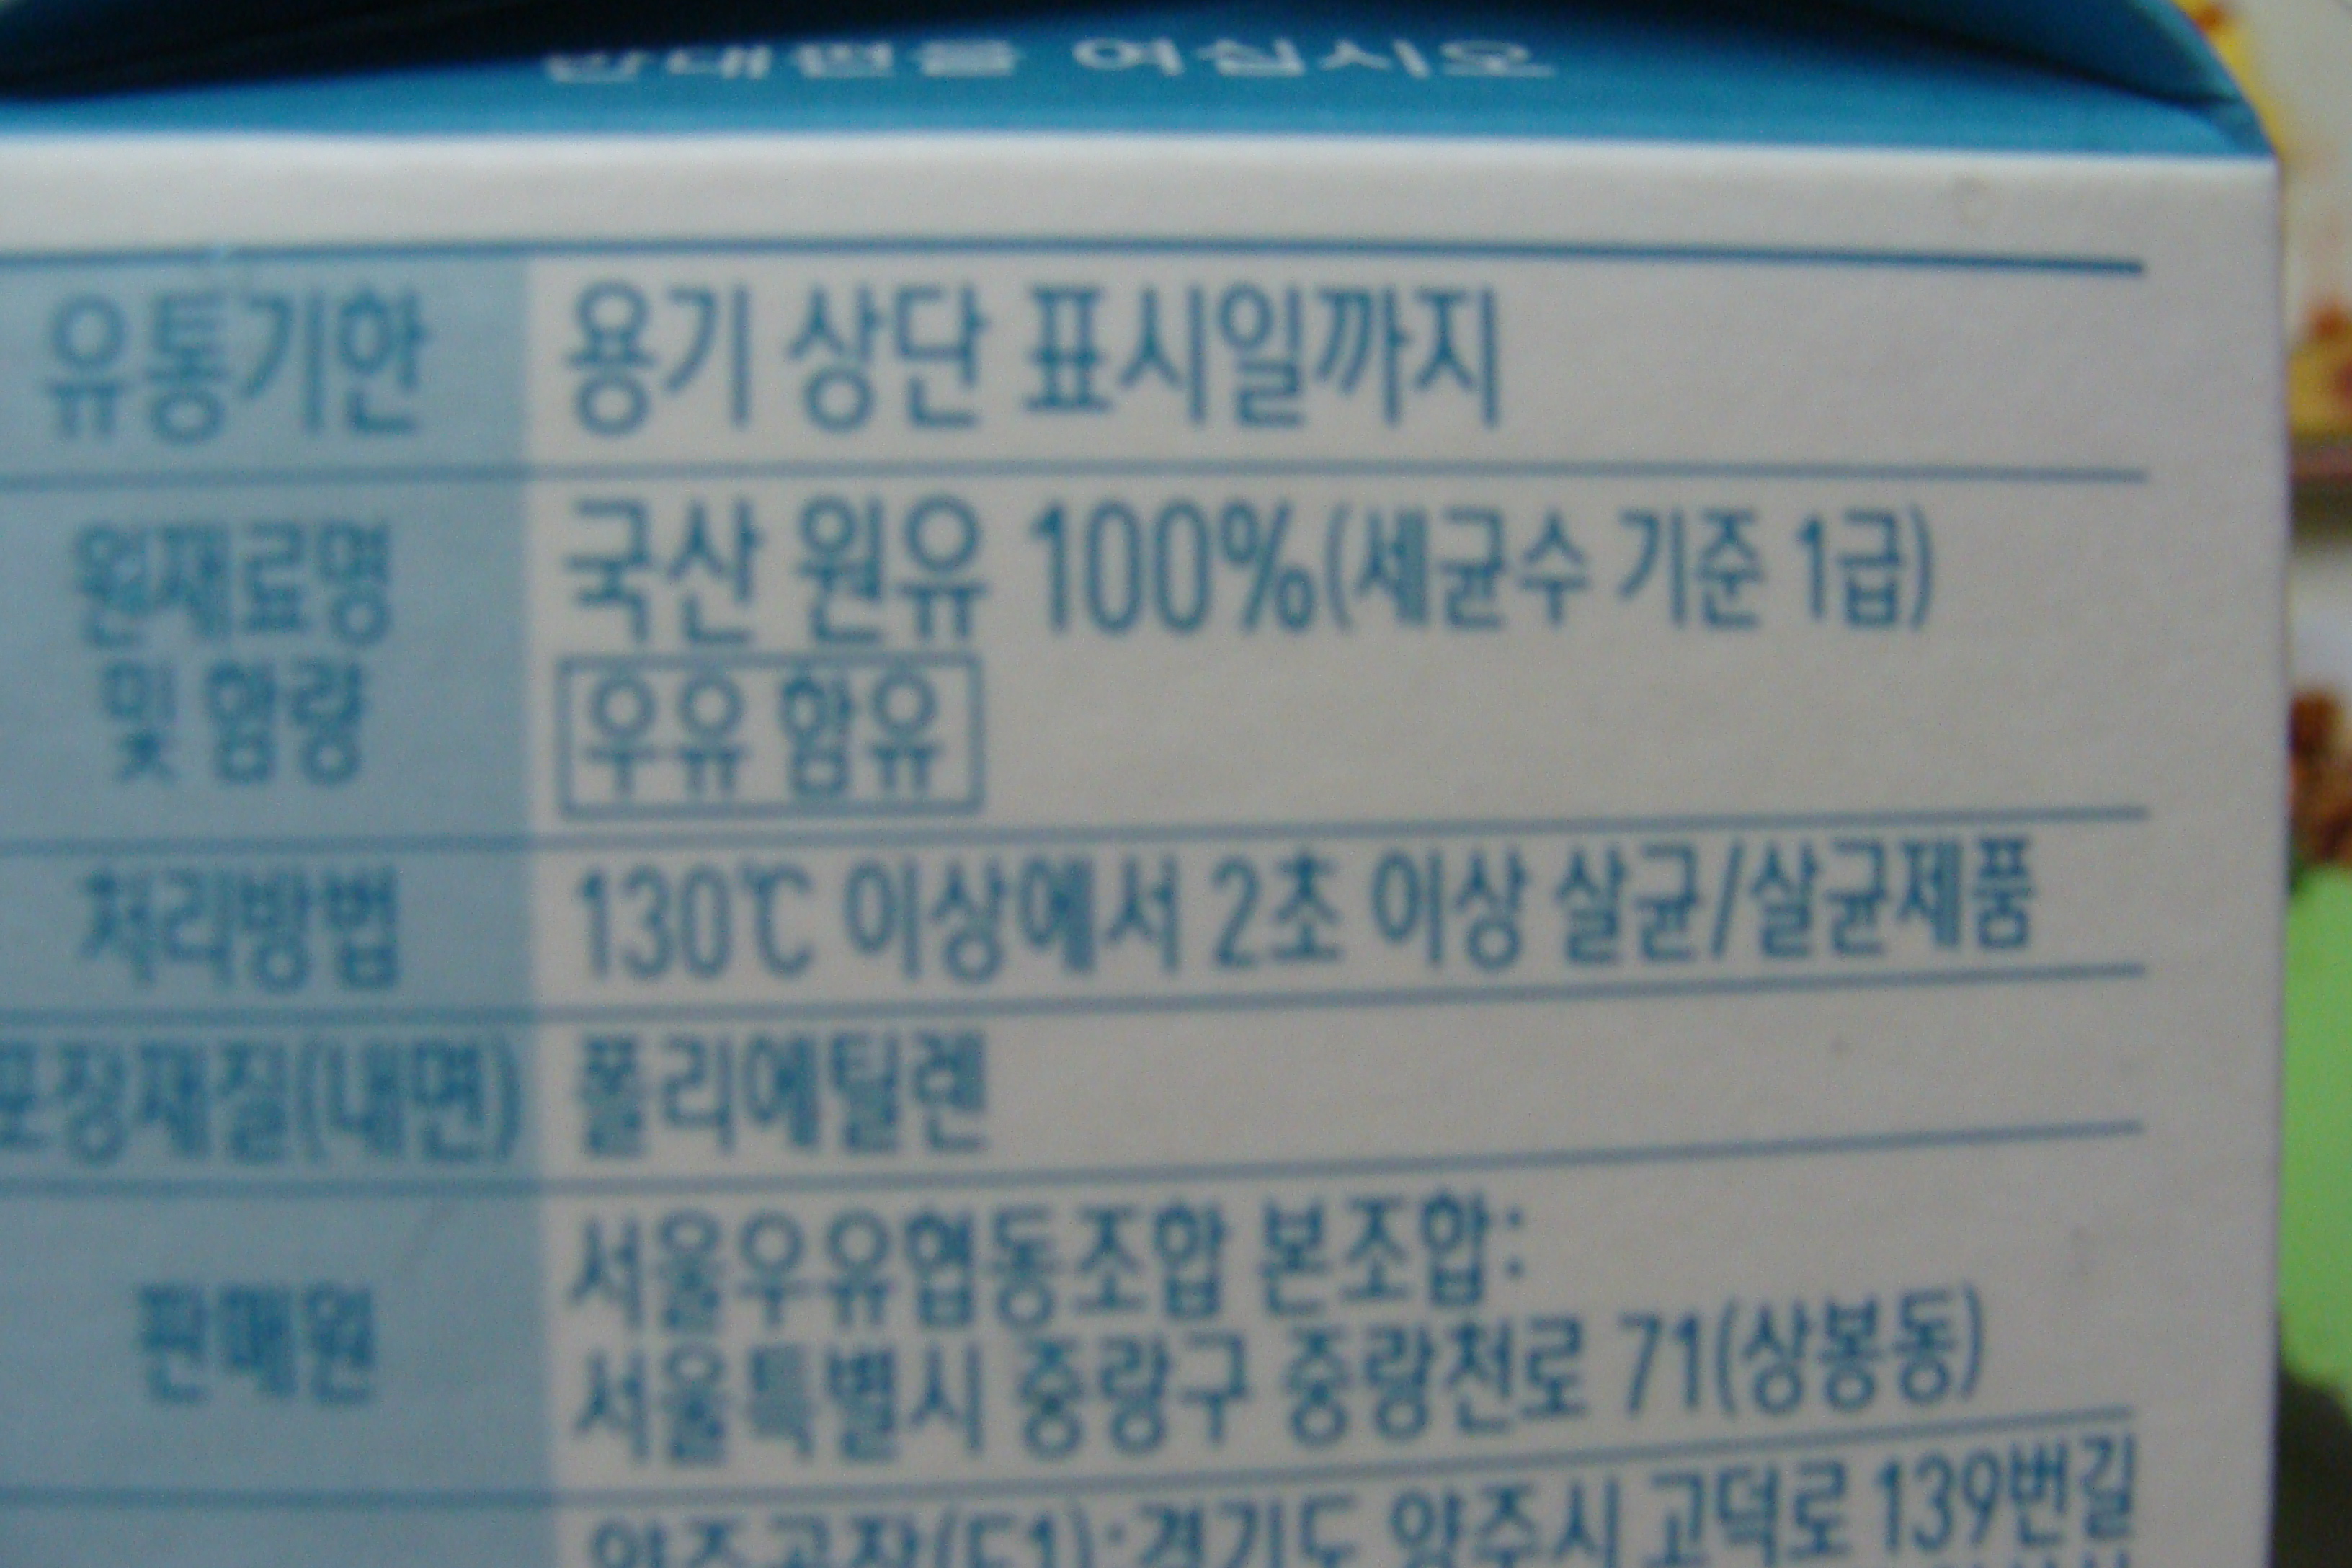 반대편을 여십시오
유통기한 용기 상단 표시일까지
원재료명 국산 원유 100%(세균수 기준 1급)
및 함량 우유 함유
처리방법 130℃ 이상에서 2초 이상 살균/살균제품
포장재질(내면) 폴리에틸렌
판매원 서울우유협동조합 본조합:
서울특별시 중랑구 중랑천로 71(상봉동)
양주공장(F1):경기도 양주시 고덕로 139번길